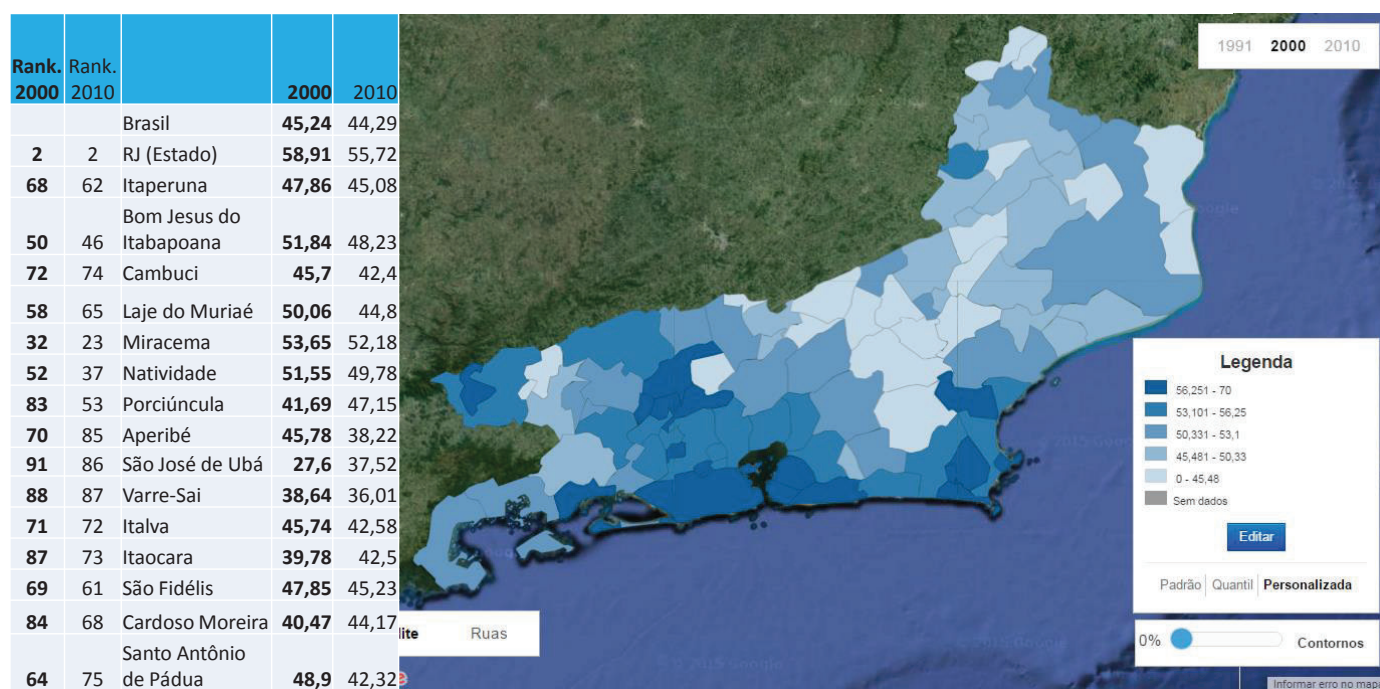 Rank. Rank.
2000 2010 2000 2010
Brasil 45,24 44,29
2 2 RJ (Estado) 58,91 55,72
68 62 Itaperuna 47,86 45,08
Bom Jesus do
50 46 Itabapoana 51,84 48,23
72 74 Cambuci 45,7 42,4
58 65 Laje do Muriaé 50,06 44,8
32 23 Miracema 53,65 52,18
52 37 Natividade 51,55 49,78
83 53 Porciúncula 41,69 47,15
70 85 Aperibé 45,78 38,22
91 86 São José de Ubá 27,6 37,52
88 87 Varre-Sai 38,64 36,01
71 72 Italva 45,74 42,58
87 73 Itaocara 39,78 42,5
69 61 São Fidélis 47,85 45,23
84 68 Cardoso Moreira 40,47 44,17
Santo Antônio
64 75 de Pádua 48,9 42,32
1991 2000 2010
Legenda
56,251 - 70
53,101 - 56,25
50,331 - 53,1
45,481 - 50,33
0 - 45,48
Sem dados
Editar
Padrão Quantil Personalizada
0% Contornos
lite Ruas
Informar erro no mapa